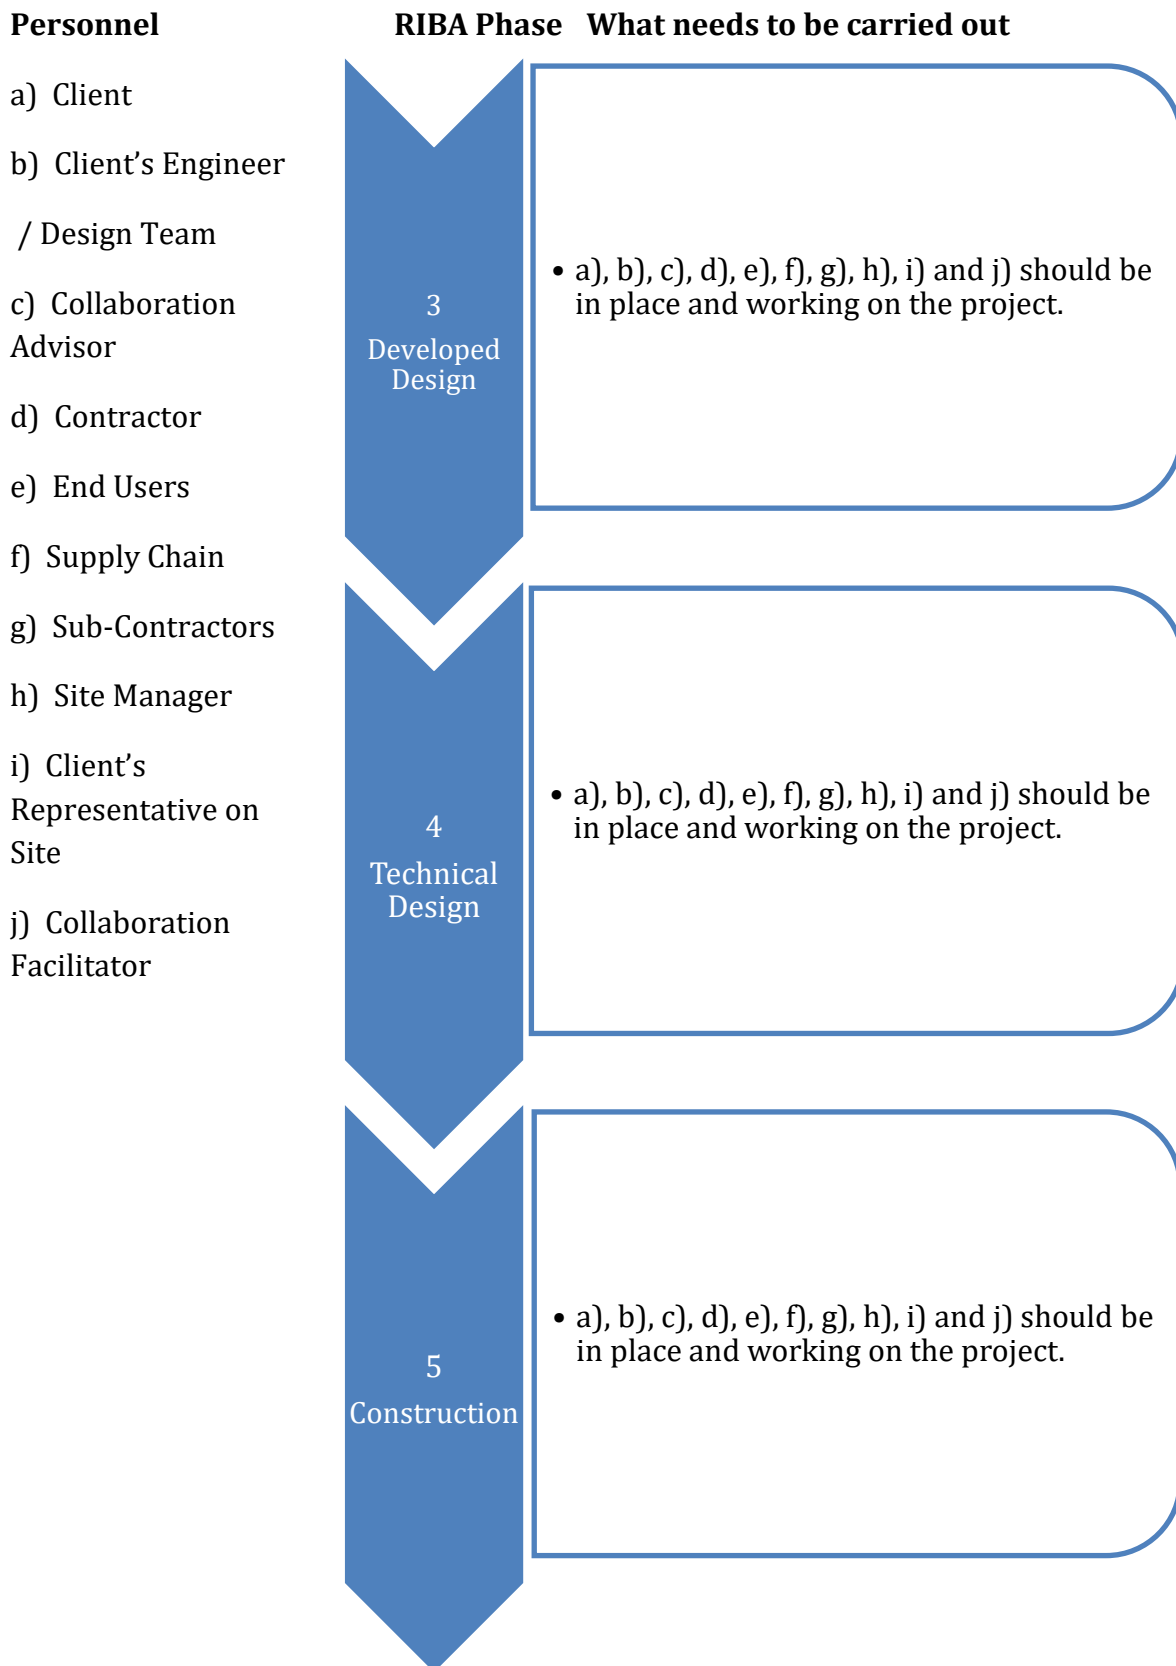 Personnel
RIBA Phase
What needs to be carried out
a) Client
b) Client’s Engineer
/ Design Team
c) Collaboration
Advisor
d) Contractor
e) End Users
f) Supply Chain
g) Sub-Contractors
h) Site Manager
i) Client’s
Representative on
Site
j) Collaboration
Facilitator
3
Developed
Design
• a), b), c), d), e), f), g), h), i) and j) should be
in place and working on the project.
4
Technical
Design
• a), b), c), d), e), f), g), h), i) and j) should be
in place and working on the project.
5
Construction
• a), b), c), d), e), f), g), h), i) and j) should be
in place and working on the project.